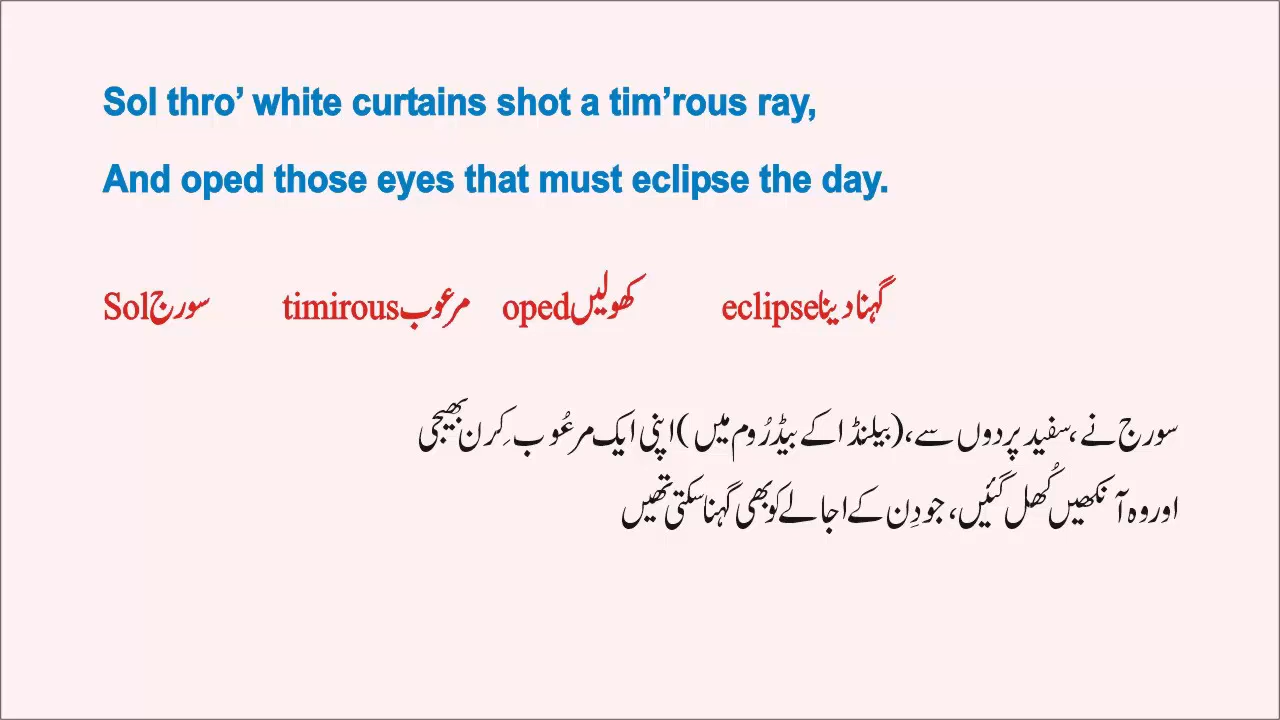 Sol thro’ white curtains shot a tim’rous ray,
And oped those eyes that must eclipse the day.
Sol سورج timirous مرعوب oped کھولیں eclipse گہنا دینا
سورج نے، سفید پردوں سے، (بیلنڈا کے بیڈرُوم میں) اپنی ایک مرعُوب کِرن بھیجی
اور وہ آنکھیں کُھل گئیں، جو دِن کے اجالے کو بھی گہنا سکتی تھیں